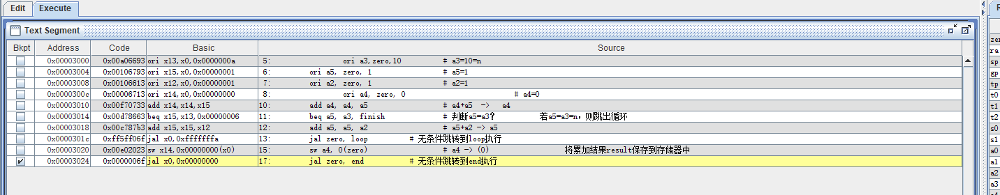 Edit Execute
Text Segment
Bkpt Address Code Basic Source
0x00003000 0x00a06693 ori x13,x0,0x0000000a 5: ori a3,zero,10 # a3=10=n
0x00003004 0x00106793 ori x15,x0,0x00000001 6: ori a5, zero, 1 # a5=1
0x00003008 0x00106613 ori x12,x0,0x00000001 7: ori a2, zero, 1 # a2=1
0x0000300c 0x00006713 ori x14,x0,0x00000000 8: ori a4, zero, 0 # a4=0
0x00003010 0x00f70733 add x14,x14,x15 10: add a4, a4, a5 # a4+a5 -> a4
0x00003014 0x00d78663 beq x15,x13,0x00000006 11: beq a5, a3, finish # 判断a5=a3? 若a5=a3=n, 则跳出循环
0x00003018 0x00c787b3 add x15,x15,x12 12: add a5, a5, a2 # a5+a2 -> a5
0x0000301c 0xff5ff06f jal x0,0xfffffffa 13: jal zero, loop # 无条件跳转到loop执行
0x00003020 0x00e02023 sw x14,0x00000000(x0) 15: sw a4, 0(zero) # a4 -> (0) 将累加结果result保存到存储器中
0x00003024 0x0000006f jal x0,0x00000000 17: jal zero, end # 无条件跳转到end执行
ra
sp
gp
tp
t0
t1
t2
s0
s1
a0
a1
a2
a3